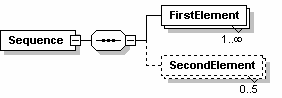 FirstElement
1..∞
Sequence
SecondElement
0..5